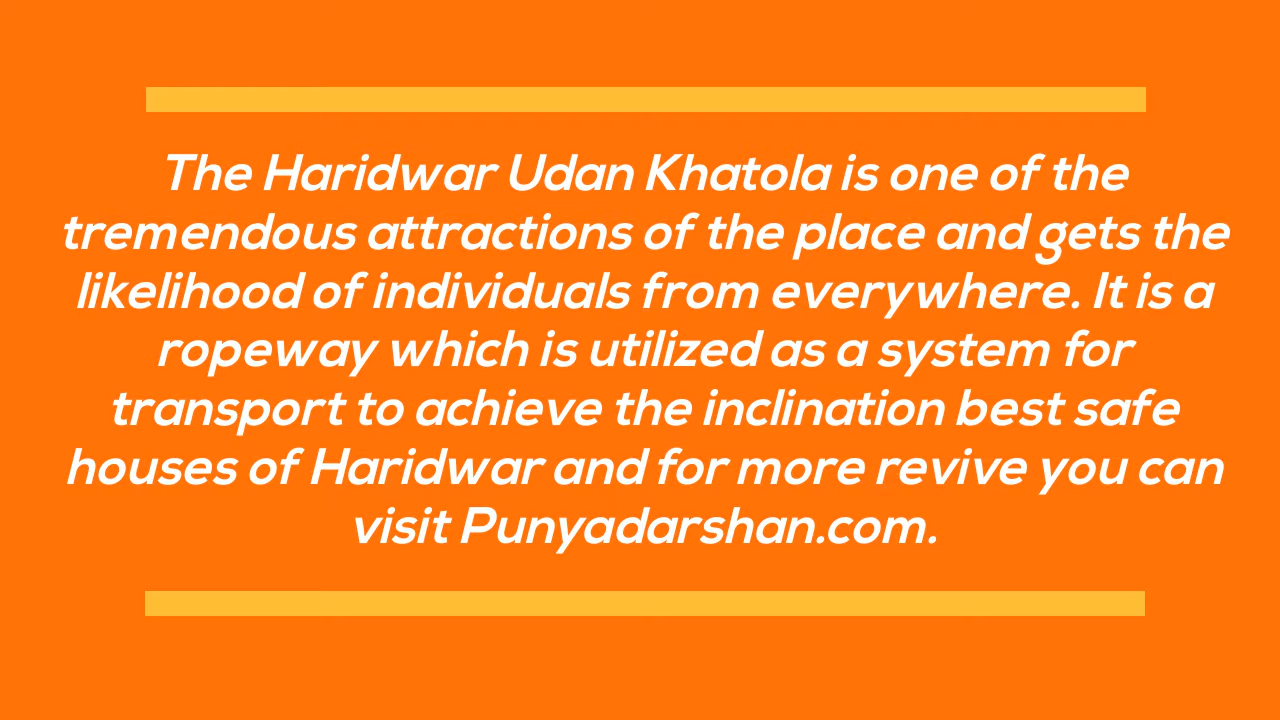 The Haridwar Udan Khatola is one of the
tremendous attractions of the place and gets the
likelihood of individuals from everywhere. It is a
ropeway which is utilized as a system for
transport to achieve the inclination best safe
houses of Haridwar and for more revive you can
visit Punyadarshan.com.